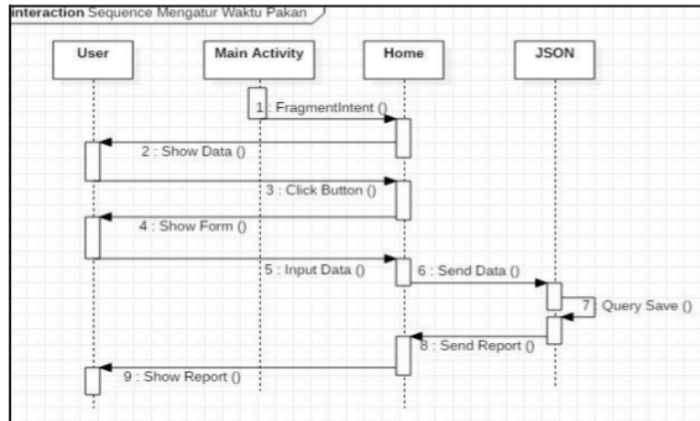 interaction Sequence Mengatur Waktu Pakan
User
Main Activity
Home
JSON
1 : FragmentIntent ()
2 : Show Data ()
3 : Click Button ()
4 : Show Form ()
5 : Input Data ()
6 : Send Data ()
7 : Query Save ()
8 : Send Report ()
9 : Show Report ()